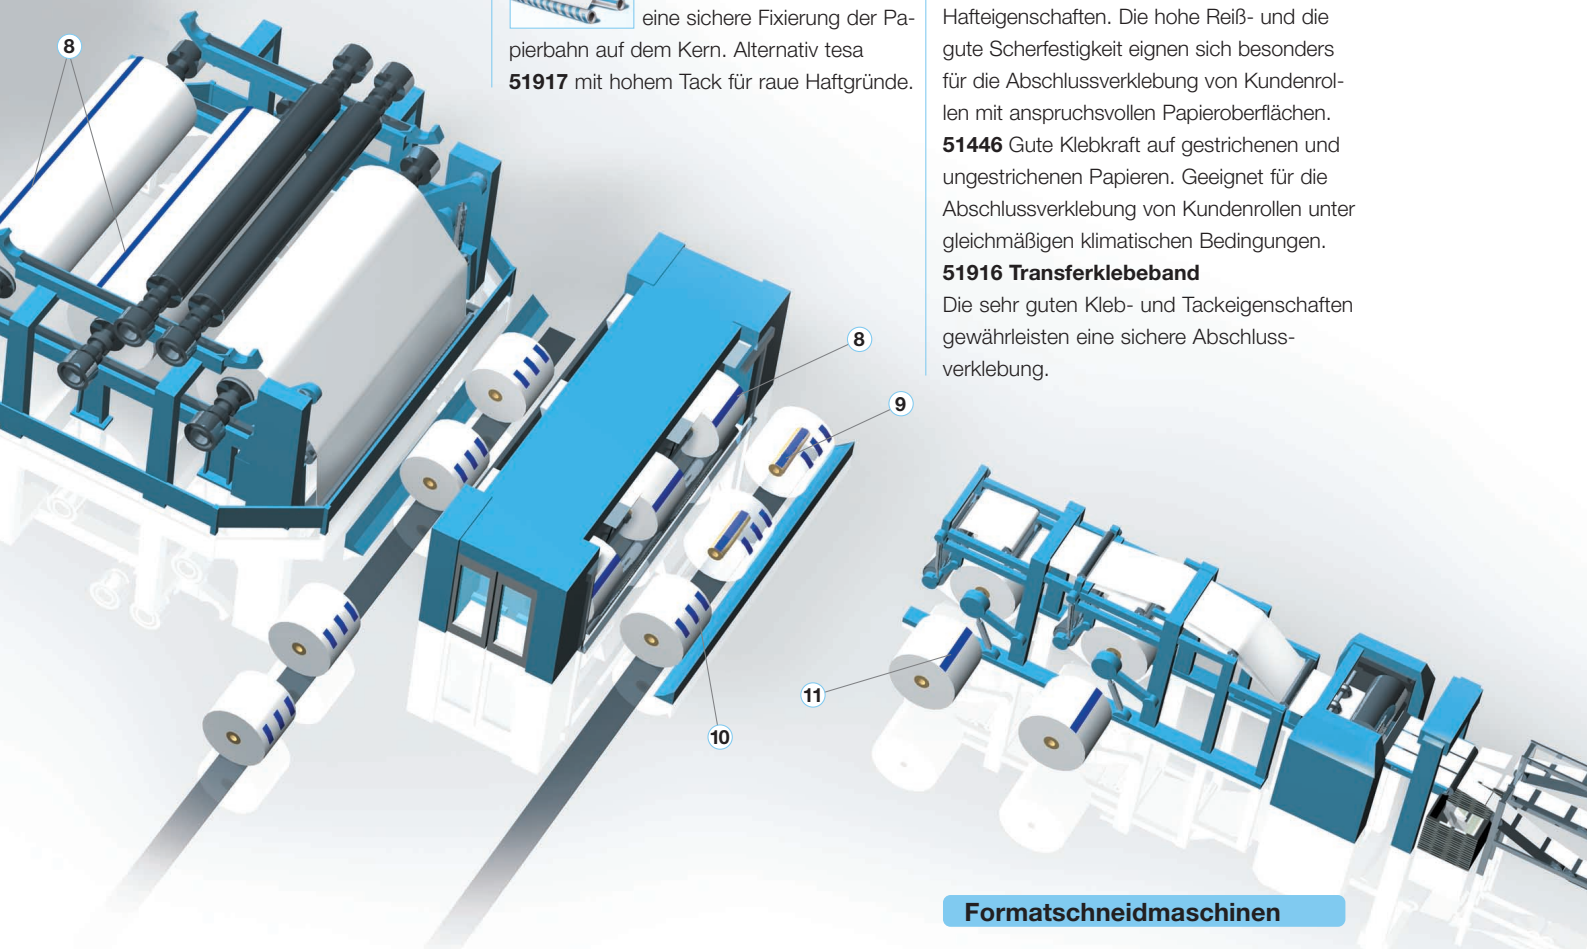 eine sichere Fixierung der Pa-
pierbahn auf dem Kern. Alternativ tesa
51917 mit hohem Tack für raue Haftgründe.
Hafteigenschaften. Die hohe Reiß- und die
gute Scherfestigkeit eignen sich besonders
für die Abschlussverklebung von Kundenrol-
len mit anspruchsvollen Papieroberflächen.
51446 Gute Klebkraft auf gestrichenen und
ungestrichenen Papieren. Geeignet für die
Abschlussverklebung von Kundenrollen unter
gleichmäßigen klimatischen Bedingungen.
51916 Transferklebeband
Die sehr guten Kleb- und Tackeigenschaften
gewährleisten eine sichere Abschluss-
verklebung.
8
8
9
11
10
Formatschneidmaschinen